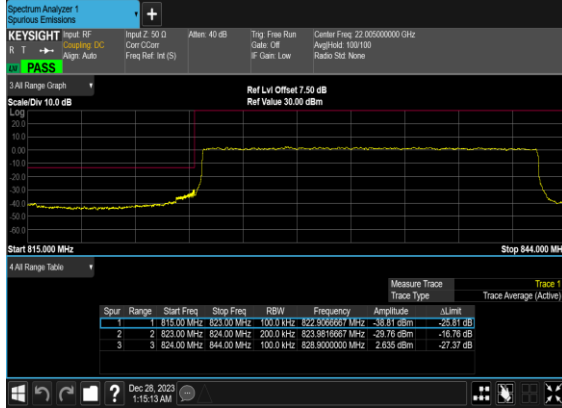 Spectrum Analyzer 1
Spurious Emissions
+
KEYSIGHT Input: RF Input Z: 50 Ω Atten: 40 dB Trig: Free Run Center Freq: 22.005000000 GHz
R T Coupling: DC Corr CCorr Gate: Off Avg|Hold: 100/100
Align: Auto Freq Ref: Int (S) IF Gain: Low Radio Std: None
PASS
3 All Range Graph Ref Lvl Offset 7.50 dB
Scale/Div 10.0 dB Ref Value 30.00 dBm
Log
20.0
10.0
0.00
-10.0
-20.0
-30.0
-40.0
-50.0
-60.0
Start 815.000 MHz Stop 844.000 MH
4 All Range Table
Measure Trace Trace 1
Trace Type Trace Average (Active)
Spur Range Start Freq Stop Freq RBW Frequency Amplitude ΔLimit
1 1 815.00 MHz 823.00 MHz 100.0 kHz 822.9066667 MHz -38.81 dBm -25.81 dB
2 2 823.00 MHz 824.00 MHz 200.0 kHz 823.9816667 MHz -29.76 dBm -16.76 dB
3 3 824.00 MHz 844.00 MHz 100.0 kHz 828.9000000 MHz 2.635 dBm -27.37 dB
? Dec 28, 2023
1:15:13 AM